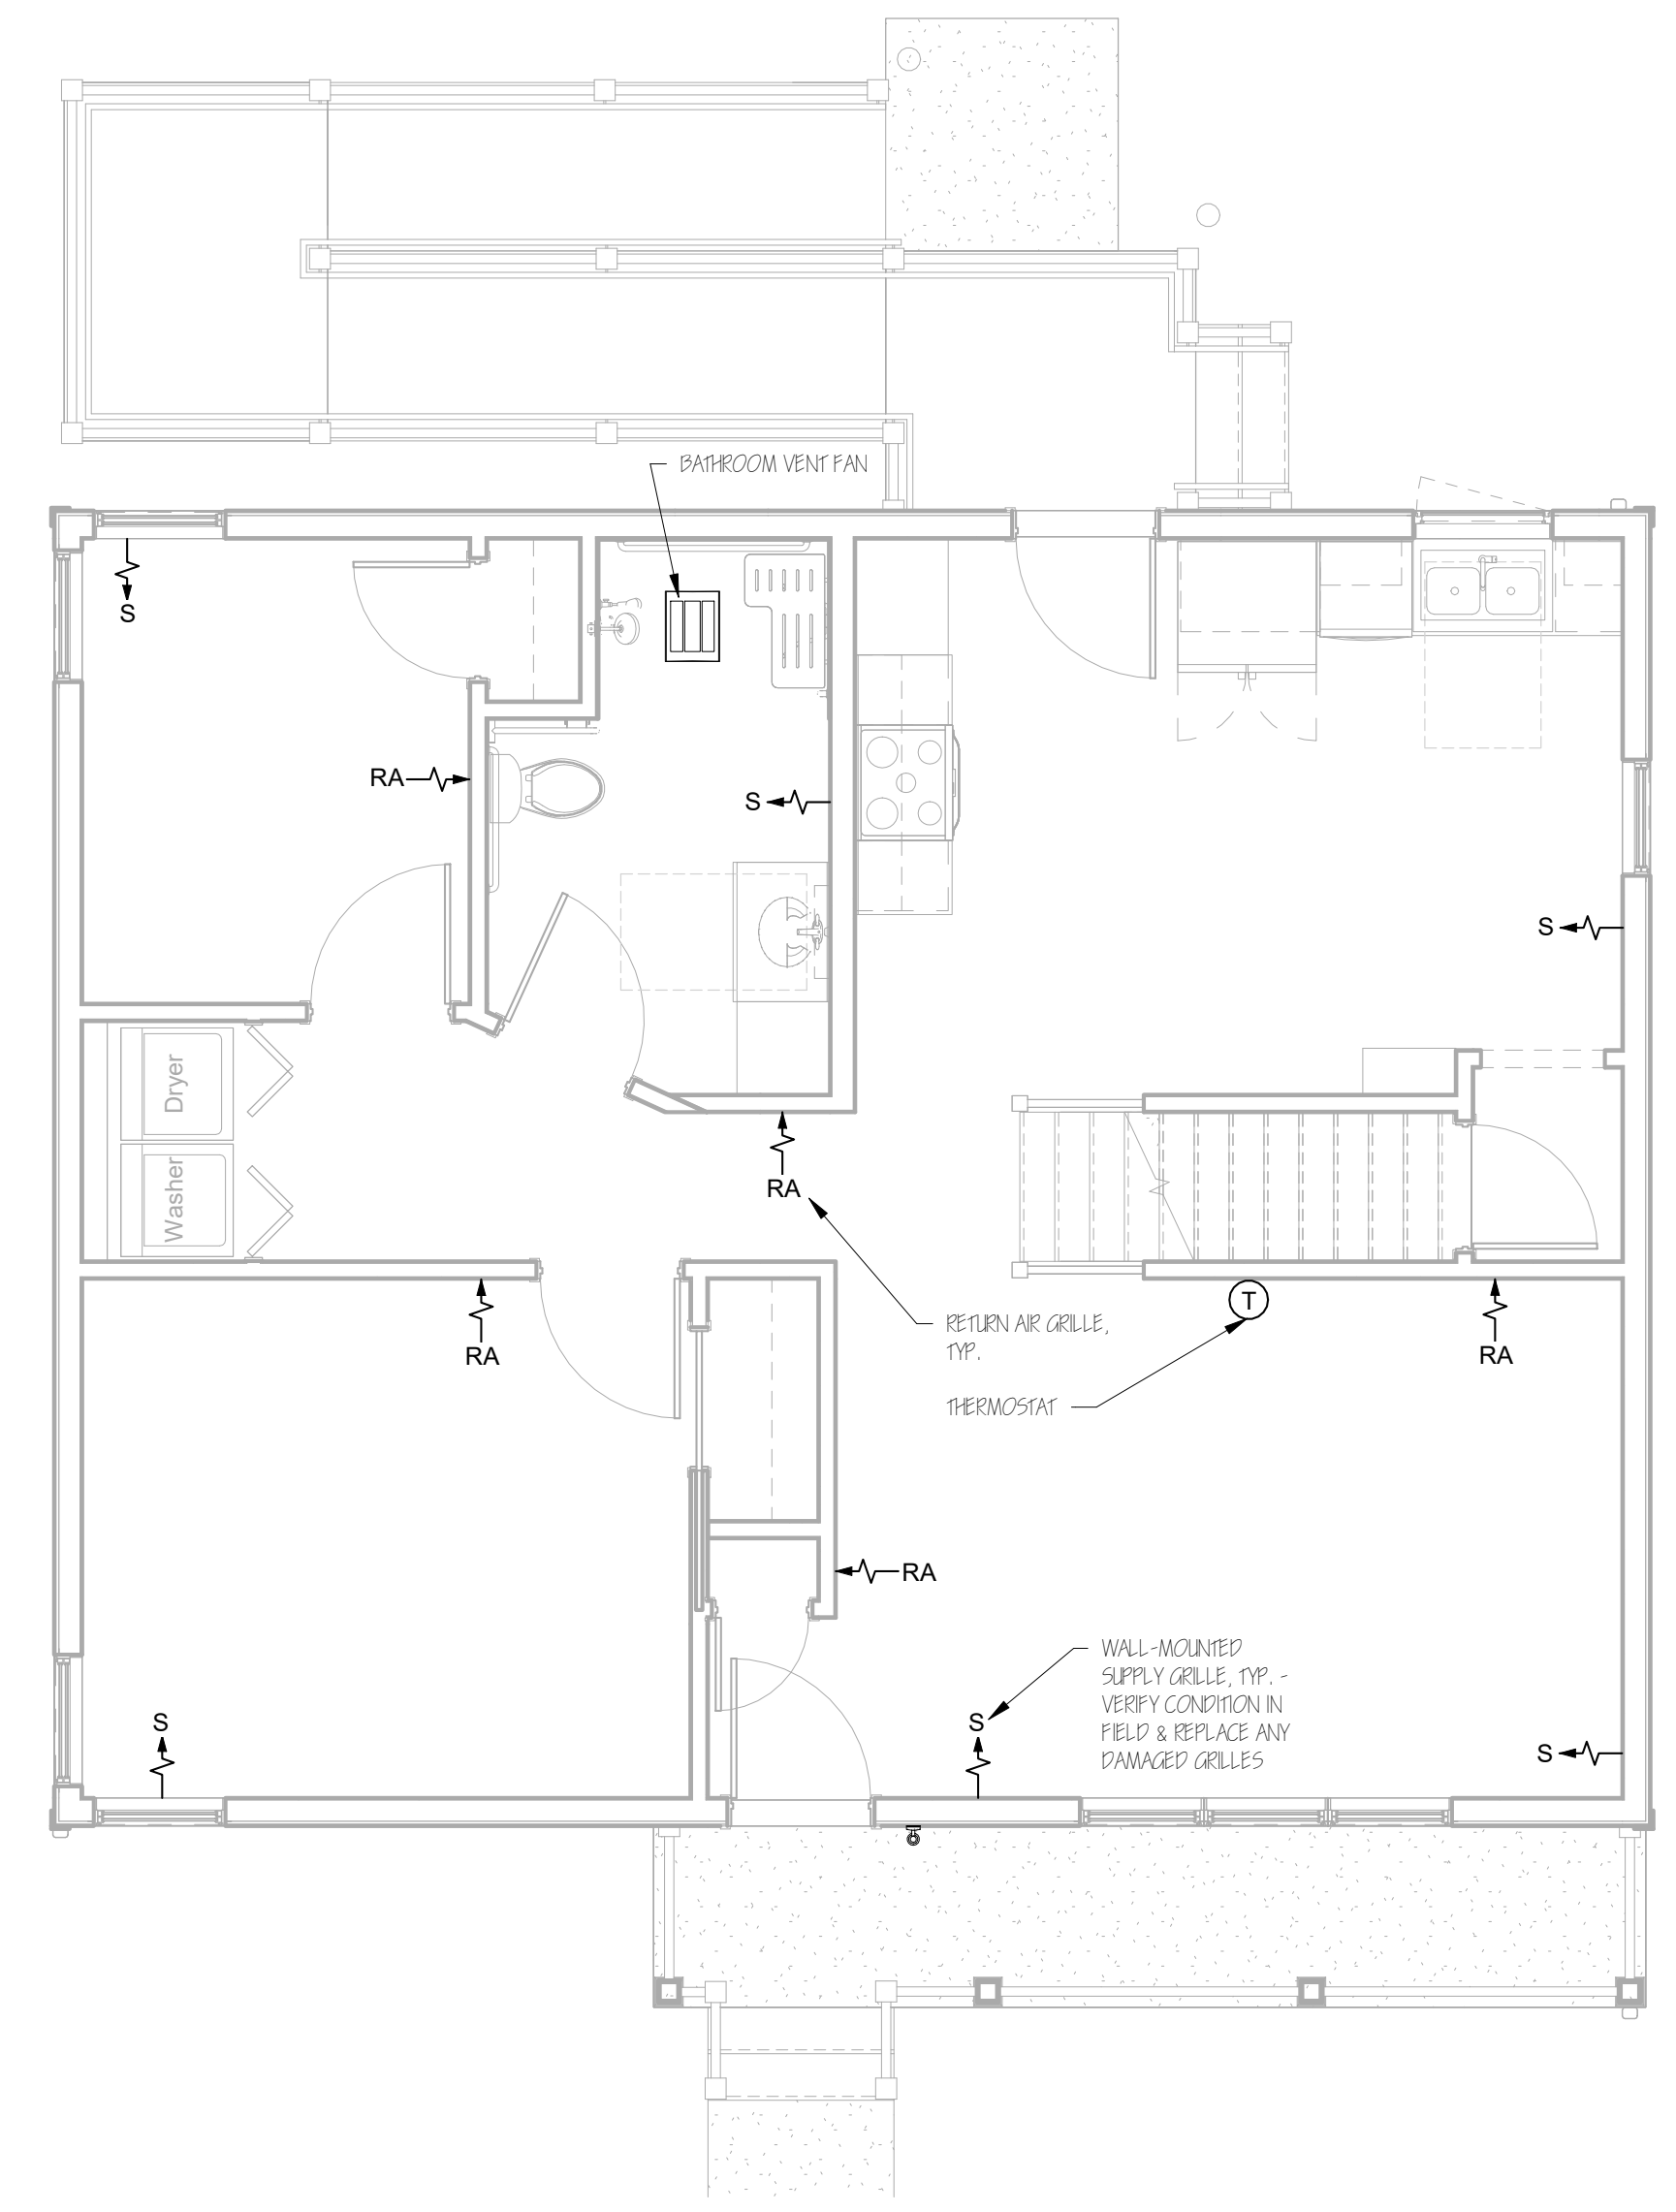 BATHROOM VENT FAN
S
RA
S
S
Dryer
Washer
RA
RETURN AIR GRILLE,
TYP.
T
RA
RA
THERMOSTAT
RA
WALL-MOUNTED
SUPPLY GRILLE, TYP. -
VERIFY CONDITION IN
FIELD & REPLACE ANY
DAMAGED GRILLES
S
S
S